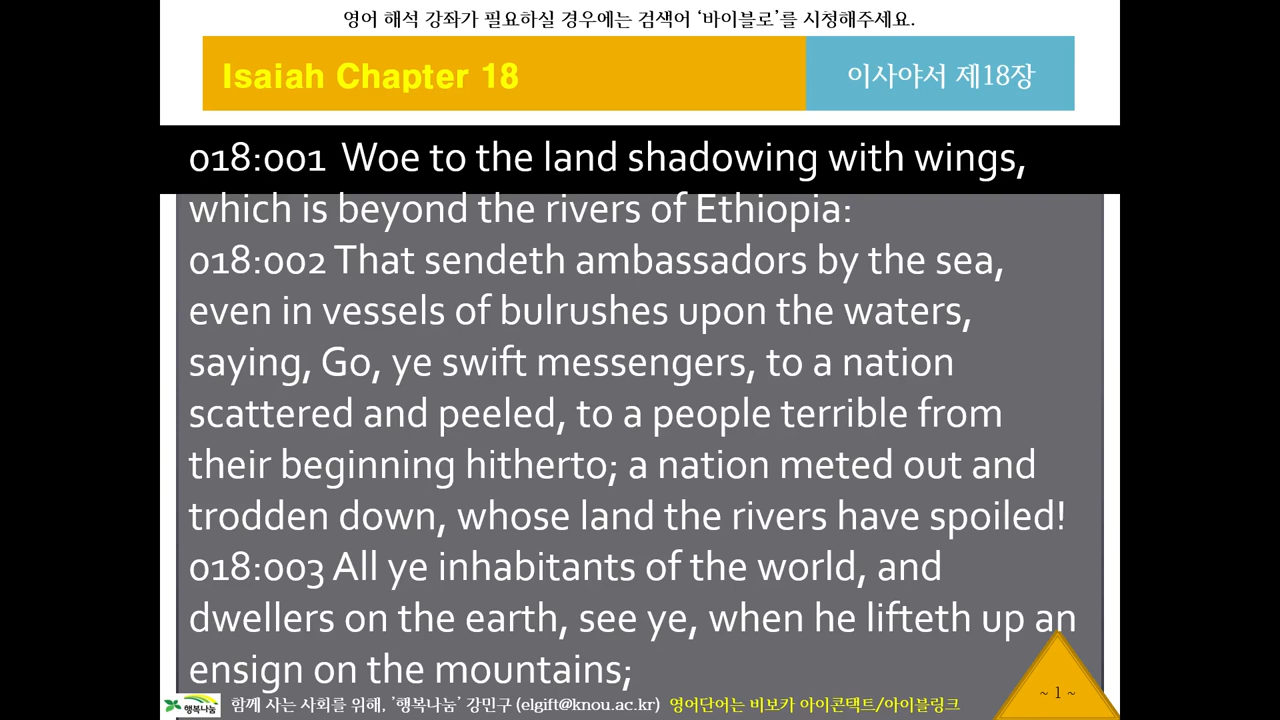 영어 해석 강좌가 필요하실 경우에는 검색어 ‘바이블로’를 시청해주세요.
Isaiah Chapter 18
이사야서 제18장
018:001  Woe to the land shadowing with wings,
which is beyond the rivers of Ethiopia:
018:002 That sendeth ambassadors by the sea,
even in vessels of bulrushes upon the waters,
saying, Go, ye swift messengers, to a nation
scattered and peeled, to a people terrible from
their beginning hitherto; a nation meted out and
trodden down, whose land the rivers have spoiled!
018:003 All ye inhabitants of the world, and
dwellers on the earth, see ye, when he lifteth up an
ensign on the mountains;
행복나눔 함께 사는 사회를 위해, ’행복나눔’ 강민구 (elgift@knou.ac.kr) 영어단어는 비보카 아이콘택트/아이블링크
~ 1 ~